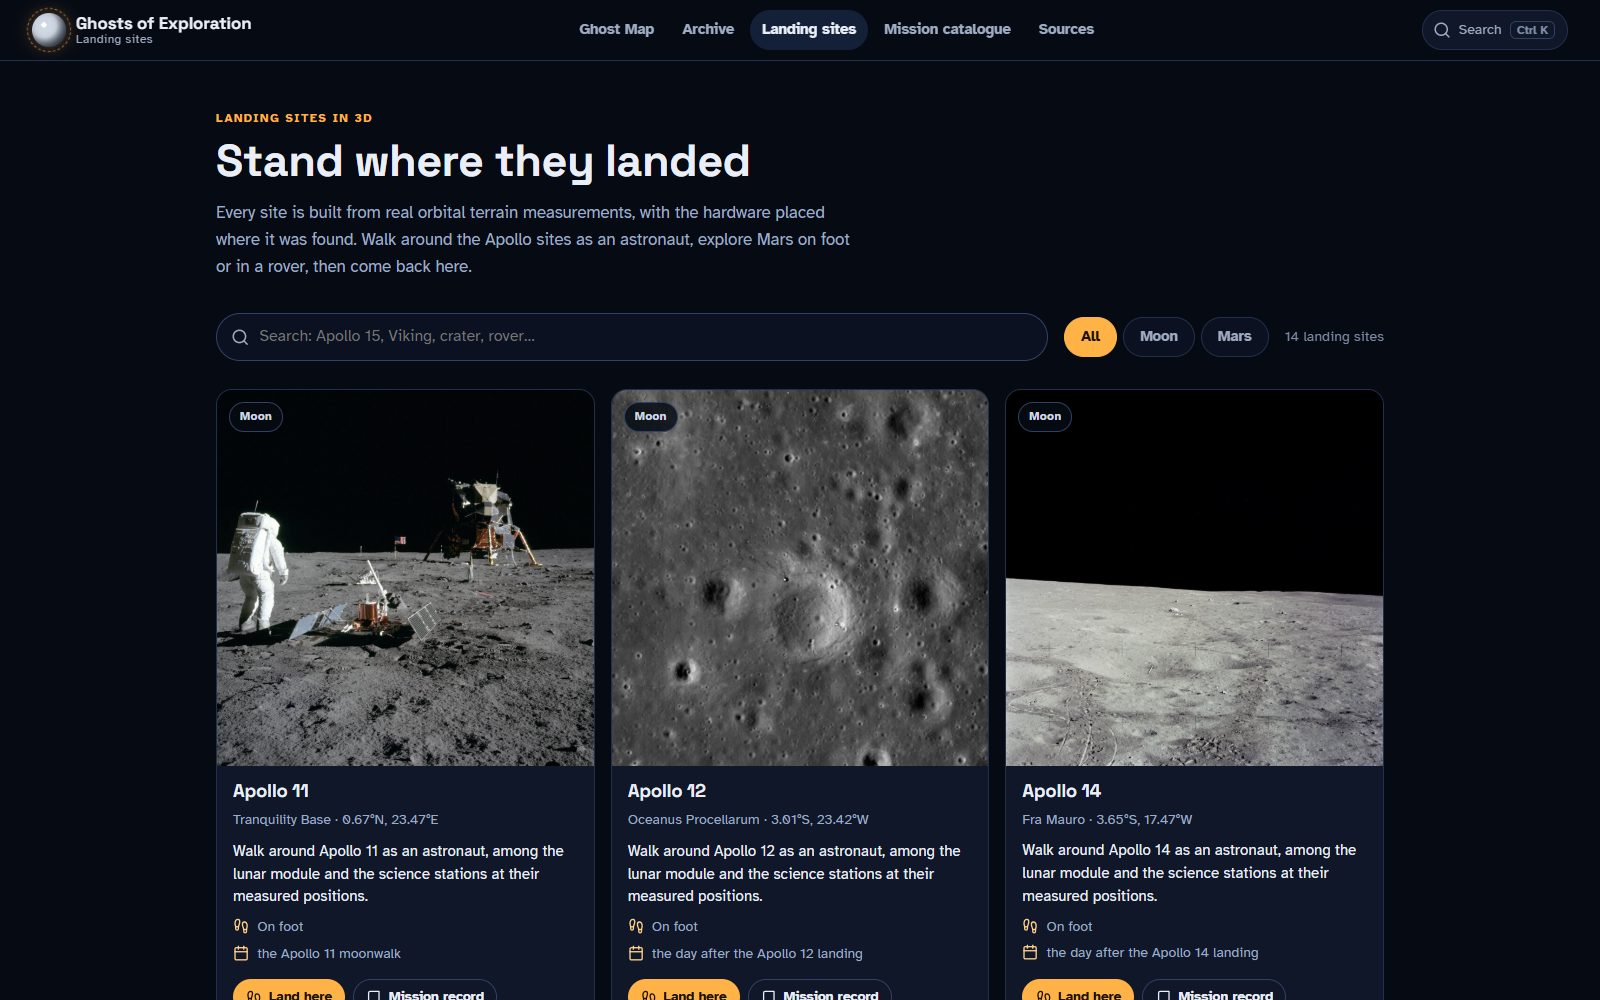 Ghosts of Exploration
Landing sites
Ghost Map
Archive
Landing sites
Mission catalogue
Sources
Search
Ctrl K
LANDING SITES IN 3D
Stand where they landed
Every site is built from real orbital terrain measurements, with the hardware placed
where it was found. Walk around the Apollo sites as an astronaut, explore Mars on foot
or in a rover, then come back here.
Search: Apollo 15, Viking, crater, rover...
All
Moon
Mars
14 landing sites
Moon
Apollo 11
Tranquility Base · 0.67°N, 23.47°E
Walk around Apollo 11 as an astronaut, among the
lunar module and the science stations at their
measured positions.
On foot
the Apollo 11 moonwalk
Land here
Mission record
Moon
Apollo 12
Oceanus Procellarum · 3.01°S, 23.42°W
Walk around Apollo 12 as an astronaut, among the
lunar module and the science stations at their
measured positions.
On foot
the day after the Apollo 12 landing
Land here
Mission record
Moon
Apollo 14
Fra Mauro · 3.65°S, 17.47°W
Walk around Apollo 14 as an astronaut, among the
lunar module and the science stations at their
measured positions.
On foot
the day after the Apollo 14 landing
Land here
Mission record